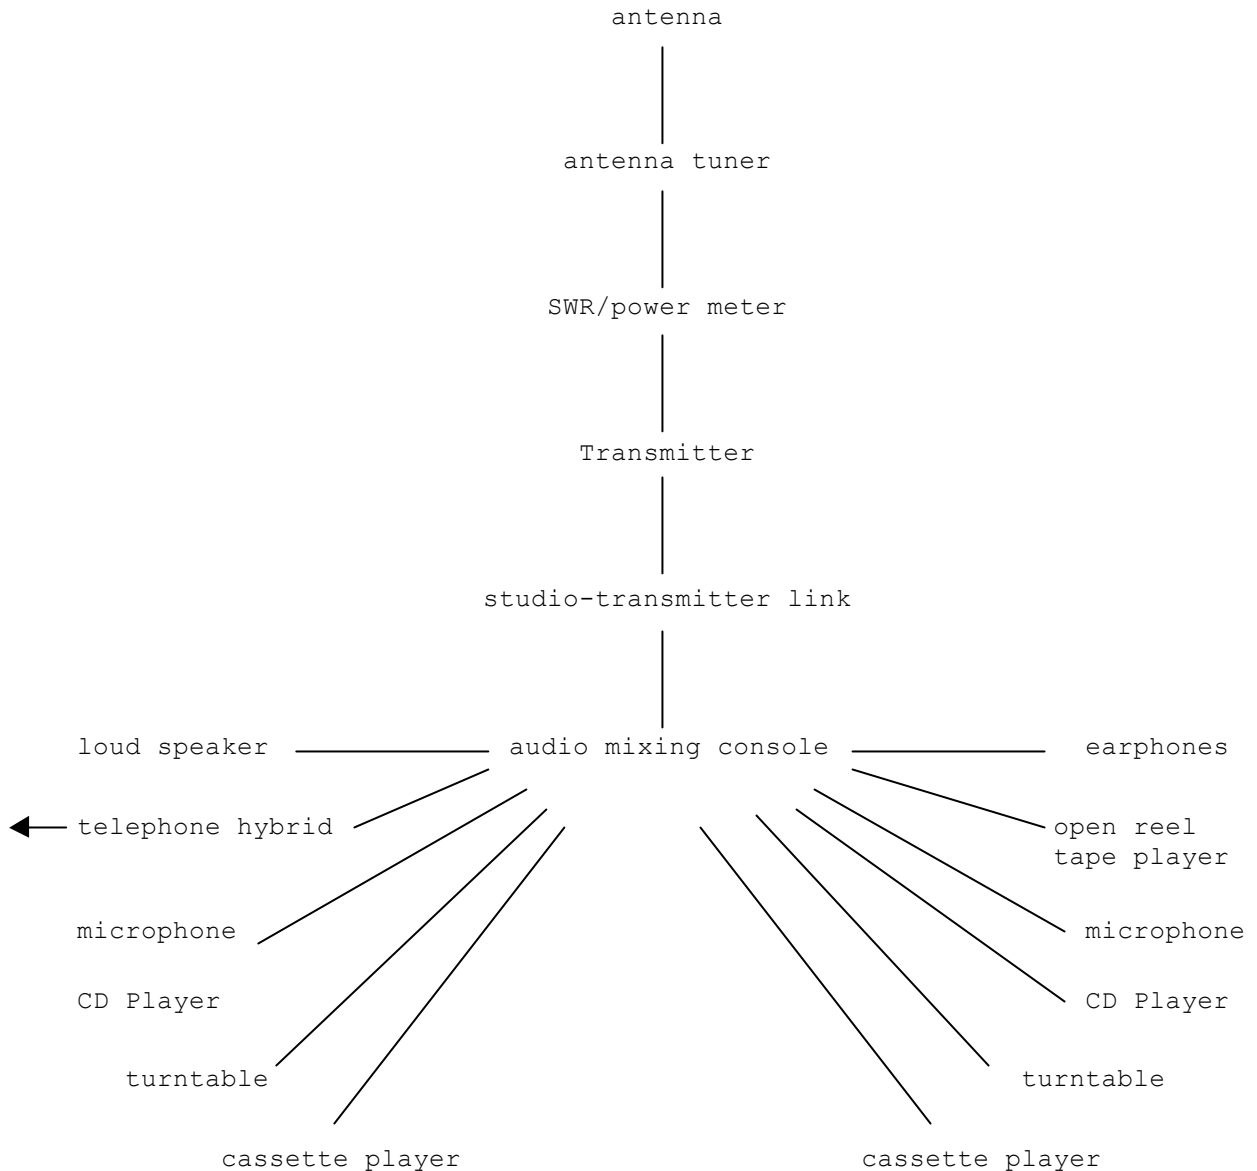 antenna
antenna tuner
SWR/power meter
Transmitter
studio-transmitter link
loud speaker
audio mixing console
earphones
telephone hybrid
open reel
tape player
microphone
microphone
CD Player
CD Player
turntable
turntable
cassette player
cassette player